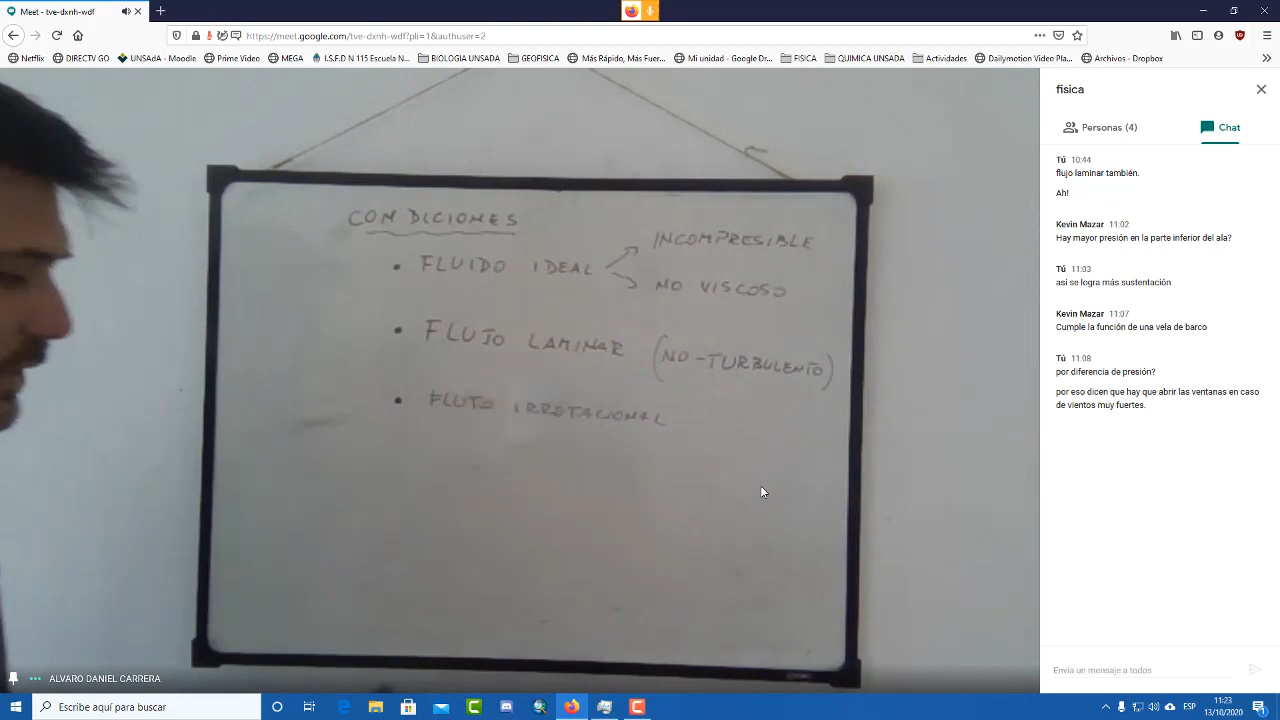 Meet - tve-dxnh-wdf
https://meet.google.com/tve-dxnh-wdf?pli=1&authuser=2
Netflix DIRECTV GO UNSAdA - Moodle Prime Video MEGA I.S.F.D N 115 Escuela N... BIOLOGIA UNSADA GEOFISICA Más Rápido, Más Fuer... Mi unidad - Google Dr... FISICA QUIMICA UNSADA Actividades Dailymotion Video Pla... Archivos - Dropbox
CONDICIONES
• FLUIDO IDEAL
INCOMPRESIBLE
NO VISCOSO
• FLUJO LAMINAR (NO-TURBULENTO)
• FLUJO IRROTACIONAL
ALVARO DANIEL CARRERA
fisica
Personas (4) Chat
Tú 10:44
flujo laminar también.
Ah!
Kevin Mazar 11:02
Hay mayor presión en la parte inferior del ala?
Tú 11:03
asi se logra más sustentación
Kevin Mazar 11:07
Cumple la función de una vela de barco
Tú 11:08
por diferencia de presión?
por eso dicen que hay que abrir las ventanas en caso
de vientos muy fuertes.
Envía un mensaje a todos
Escribe aquí para buscar
ESP
11:23
13/10/2020